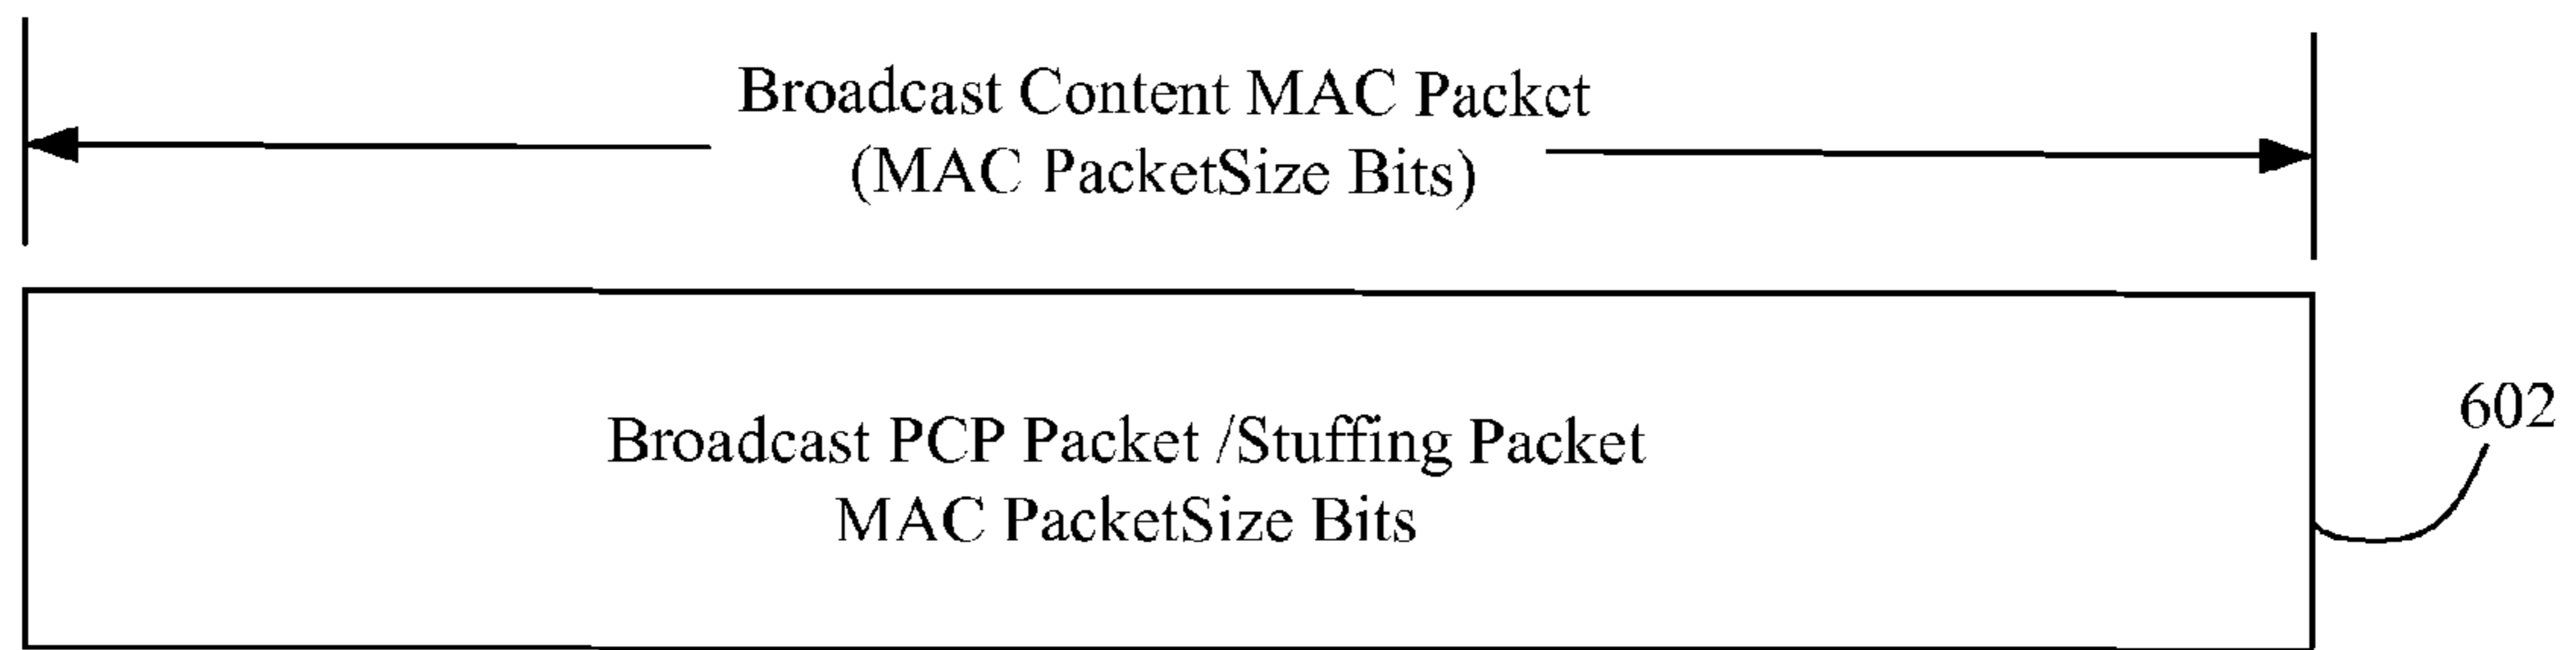 Broadcast Content MAC Packet
(MAC PacketSize Bits)
Broadcast PCP Packet /Stuffing Packet
MAC PacketSize Bits
602